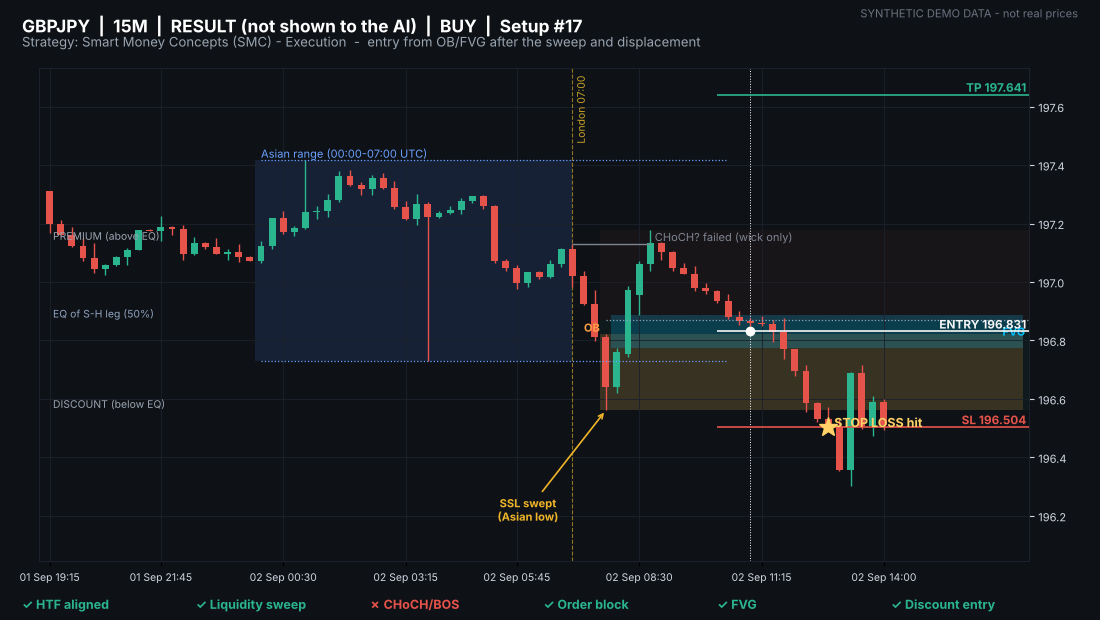 GBPJPY | 15M | RESULT (not shown to the AI) | BUY | Setup #17
SYNTHETIC DEMO DATA - not real prices
Strategy: Smart Money Concepts (SMC) - Execution - entry from OB/FVG after the sweep and displacement
London 07:00
TP 197.641
197.6
Asian range (00:00-07:00 UTC)
197.4
197.2
PREMIUM (above EQ)
CHoCH? failed (wick only)
197.0
EQ of S-H leg (50%)
OB
ENTRY 196.831
FVG
196.8
DISCOUNT (below EQ)
196.6
STOP LOSS hit
SL 196.504
196.4
SSL swept
(Asian low)
196.2
01 Sep 19:15
01 Sep 21:45
02 Sep 00:30
02 Sep 03:15
02 Sep 05:45
02 Sep 08:30
02 Sep 11:15
02 Sep 14:00
✓ HTF aligned
✓ Liquidity sweep
× CHoCH/BOS
✓ Order block
✓ FVG
✓ Discount entry